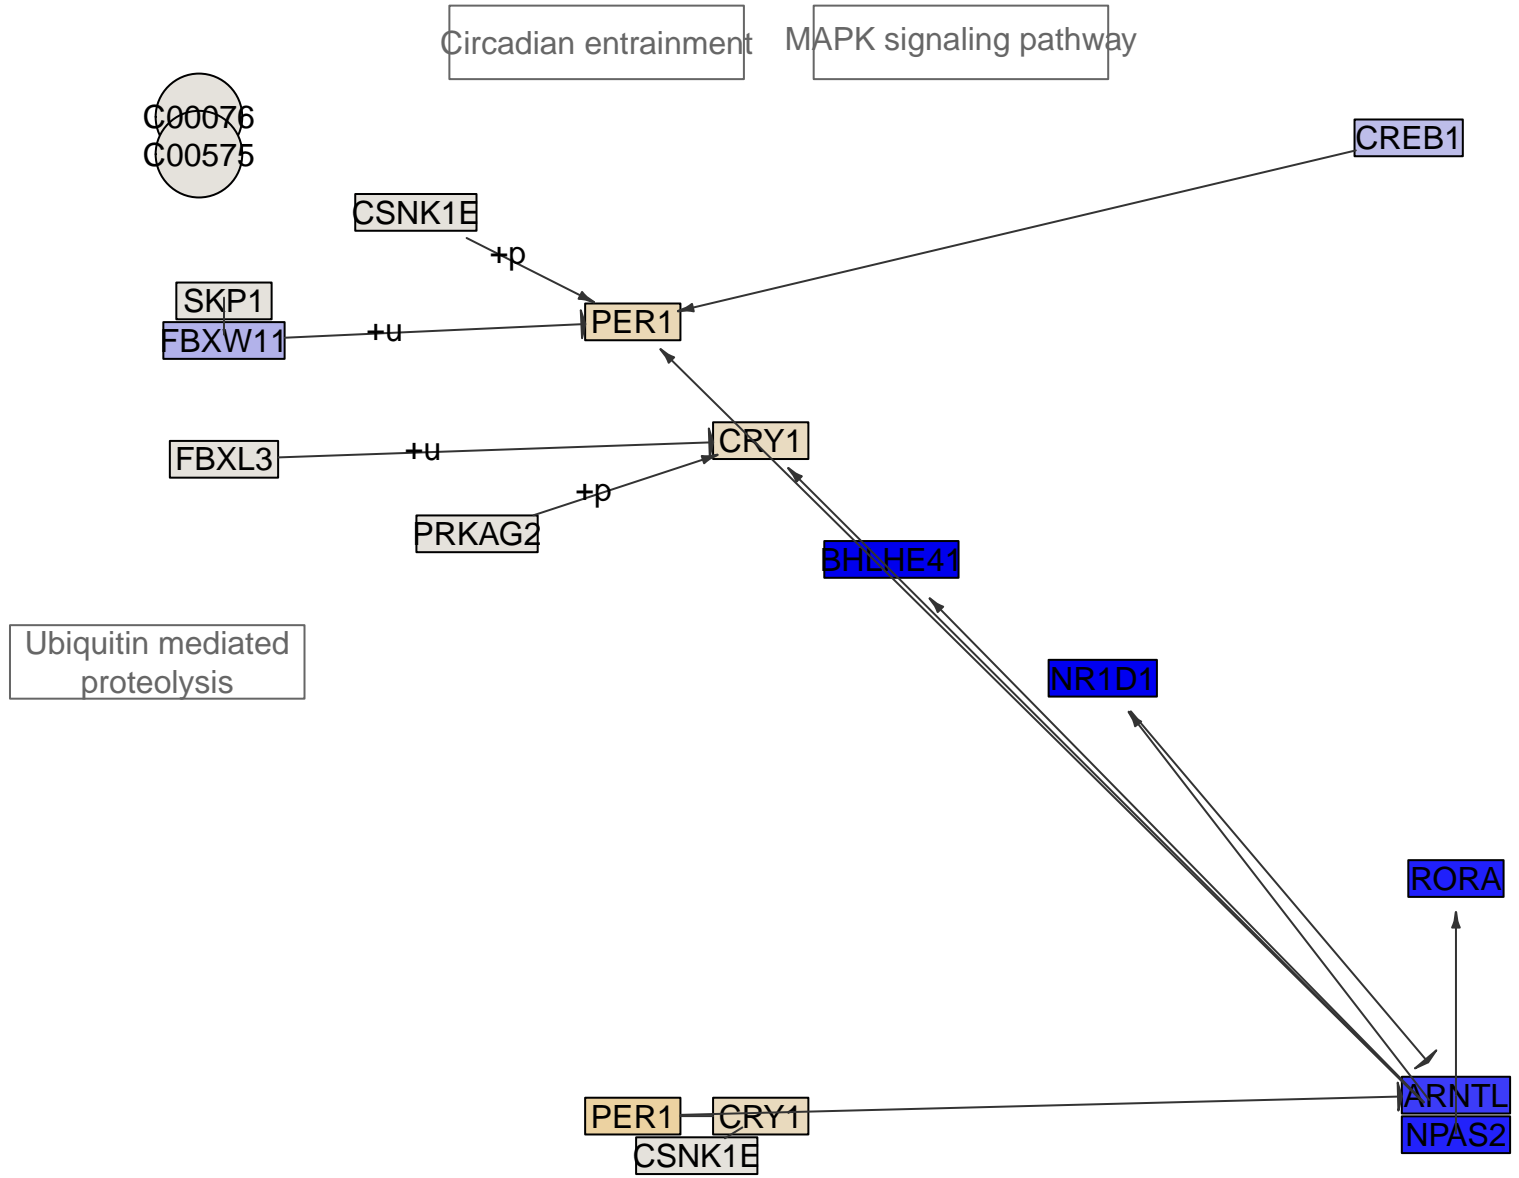 Circadian entrainment
MAPK signaling pathway
C00076
C00575
CREB1
CSNK1E
+p
SKP1
FBXW11
+u
PER1
FBXL3
+u
CRY1
+p
PRKAG2
BHLHE41
Ubiquitin mediated
proteolysis
NR1D1
RORA
ARNTL
NPAS2
PER1
CRY1
CSNK1E